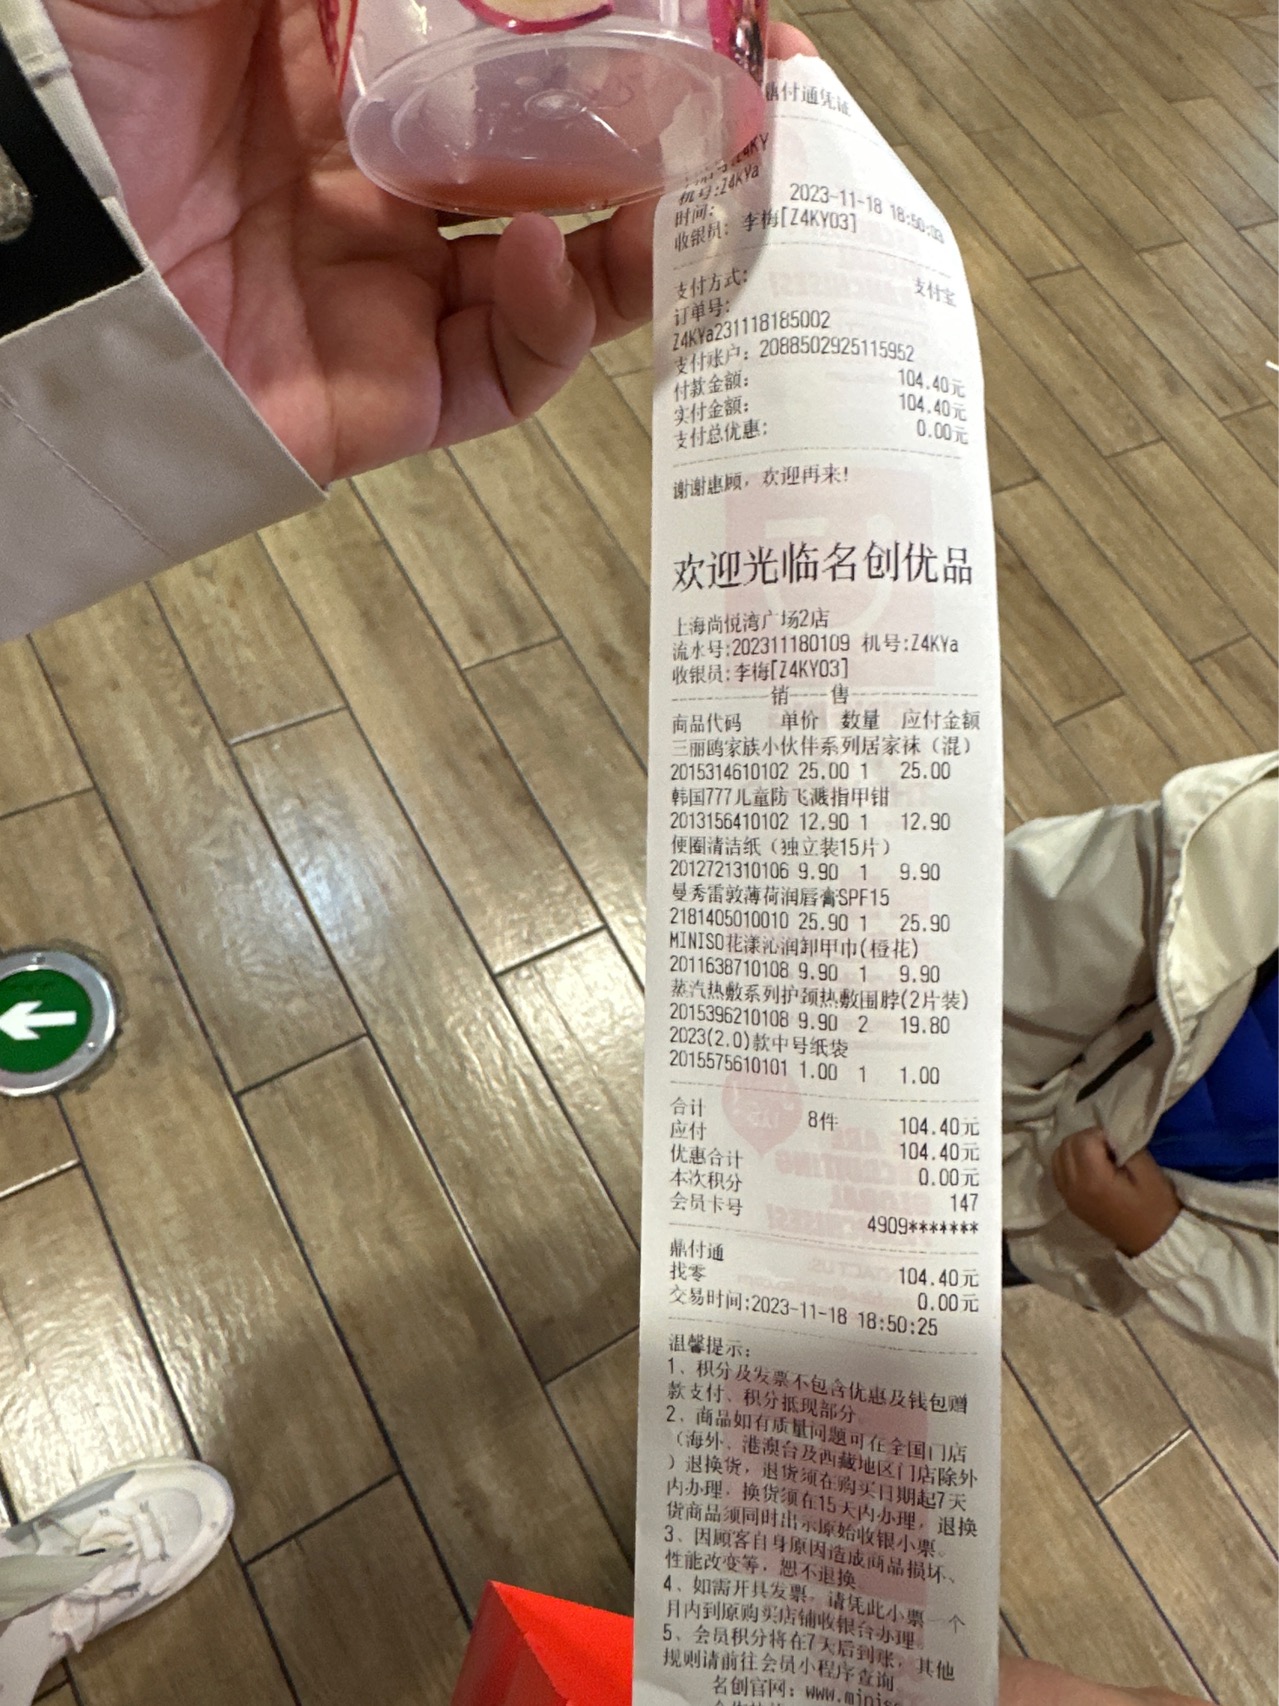 鼎付通凭证
机号:Z4KYa
时间: 2023-11-18 18:50:03
收银员: 李梅[Z4KY03]
支付方式: 支付宝
订单号:
Z4KYa231118185002
支付账户: 2088502925115952
付款金额: 104.40元
实付金额: 104.40元
支付总优惠: 0.00元
谢谢惠顾，欢迎再来!
欢迎光临名创优品
上海尚悦湾广场2店
流水号:202311180109 机号:Z4KYa
收银员:李梅[Z4KY03]
销 售
商品代码 单价 数量 应付金额
三丽鸥家族小伙伴系列居家袜（混）
2015314610102 25.00 1 25.00
韩国777儿童防飞溅指甲钳
2013156410102 12.90 1 12.90
便圈清洁纸（独立装15片）
2012721310106 9.90 1 9.90
曼秀雷敦薄荷润唇膏SPF15
2181405010010 25.90 1 25.90
MINISO花漾沁润卸甲巾(橙花)
2011638710108 9.90 1 9.90
蒸汽热敷系列护颈热敷围脖(2片装)
2015396210108 9.90 2 19.80
2023(2.0)款中号纸袋
2015575610101 1.00 1 1.00
合计 8件 104.40元
应付 104.40元
优惠合计 0.00元
本次积分 147
会员卡号 4909*******
鼎付通 104.40元
找零 0.00元
交易时间:2023-11-18 18:50:25
温馨提示:
1、积分及发票不包含优惠及钱包赠
款支付、积分抵现部分
2、商品如有质量问题可在全国门店
（海外、港澳台及西藏地区门店除外
）退换货，退货须在购买日期起7天
内办理，换货须在15天内办理，退换
货商品须同时出示原始收银小票。
3、因顾客自身原因造成商品损坏、
性能改变等，恕不退换
4、如需开具发票，请凭此小票一个
月内到原购买店铺收银台办理
5、会员积分将在7天后到账，其他
规则请前往会员小程序查询
名创官网: www.minis